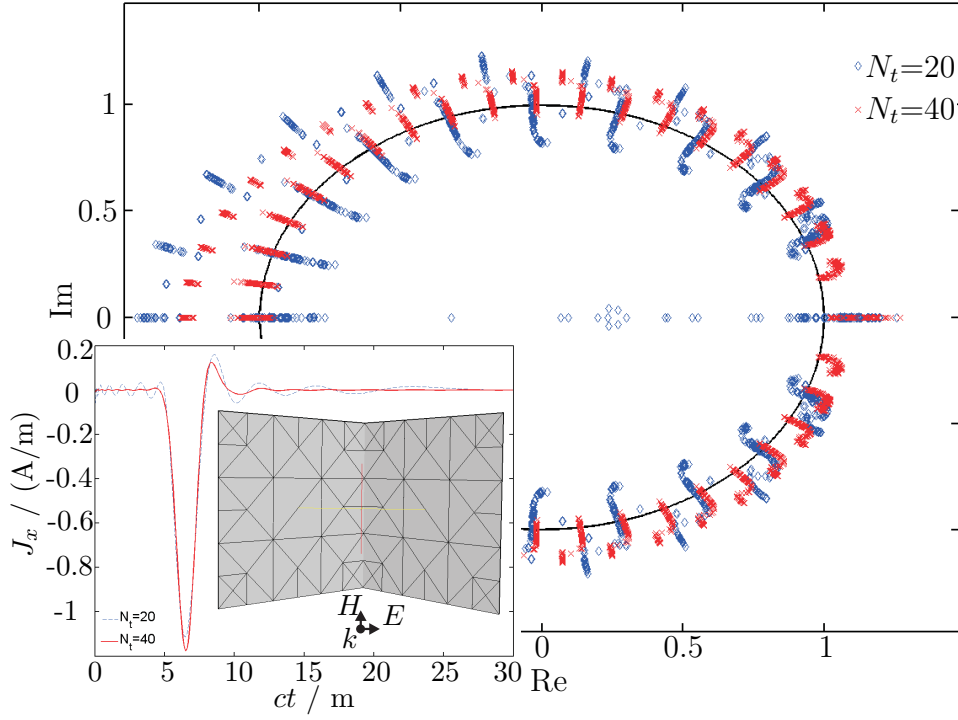 N_t=20
N_t=40
1
0.5
0
Im
0 0.5 1
Re
0.2
0
-0.2
-0.4
-0.6
-0.8
-1
J_x / (A/m)
N_t=20
N_t=40
H
E
k
0 5 10 15 20 25 30
ct / m